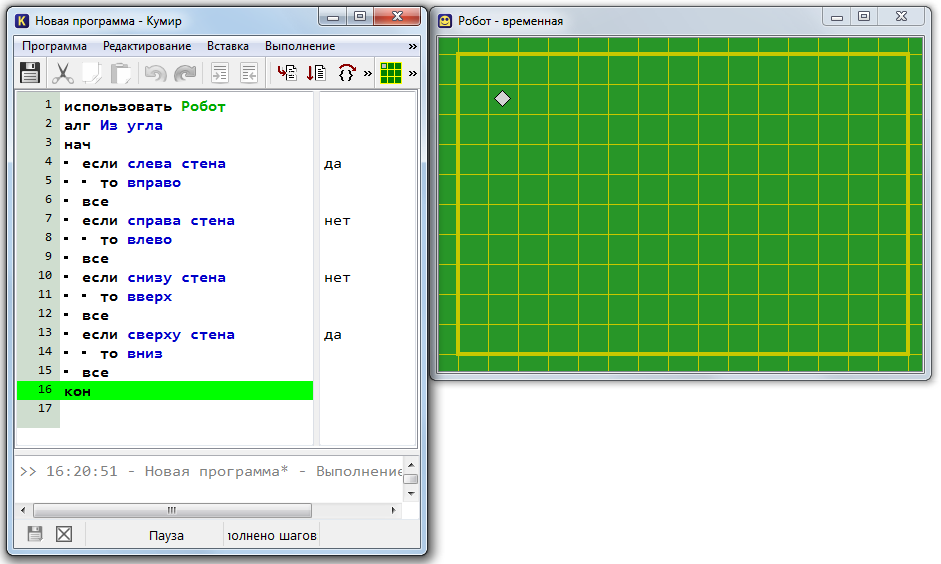 Новая программа - Кумир
Программа Редактирование Вставка Выполнение »
» »
1 использовать Робот
2 алг Из угла
3 нач
4 если слева стена да
5 то вправо
6 все
7 если справа стена нет
8 то влево
9 все
10 если снизу стена нет
11 то вверх
12 все
13 если сверху стена да
14 то вниз
15 все
16 кон
17
>> 16:20:51 - Новая программа* - Выполнение
Пауза олнено шагов
Робот - временная